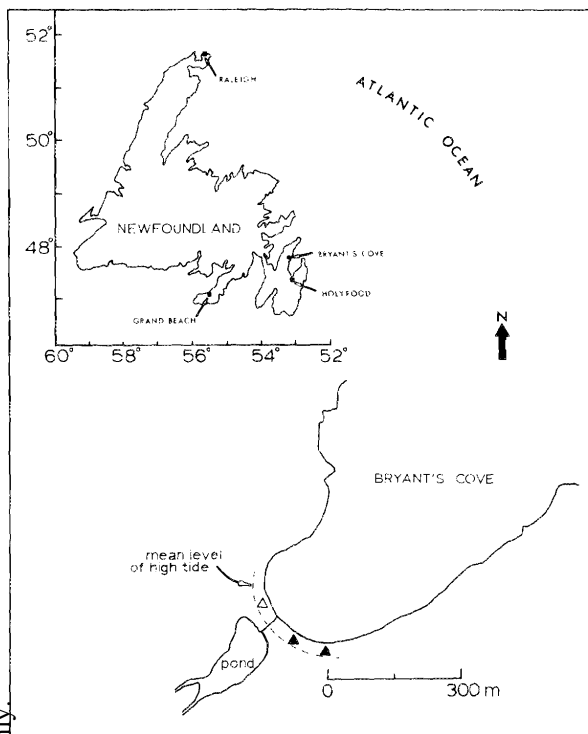 52°
RALEIGH
ATLANTIC OCEAN
50°
NEWFOUNDLAND
48°
BRYANT'S COVE
HOLYROOD
GRAND BEACH
60° 58° 56° 54° 52°
N
BRYANT'S COVE
mean level
of high tide
pond
0 300 m